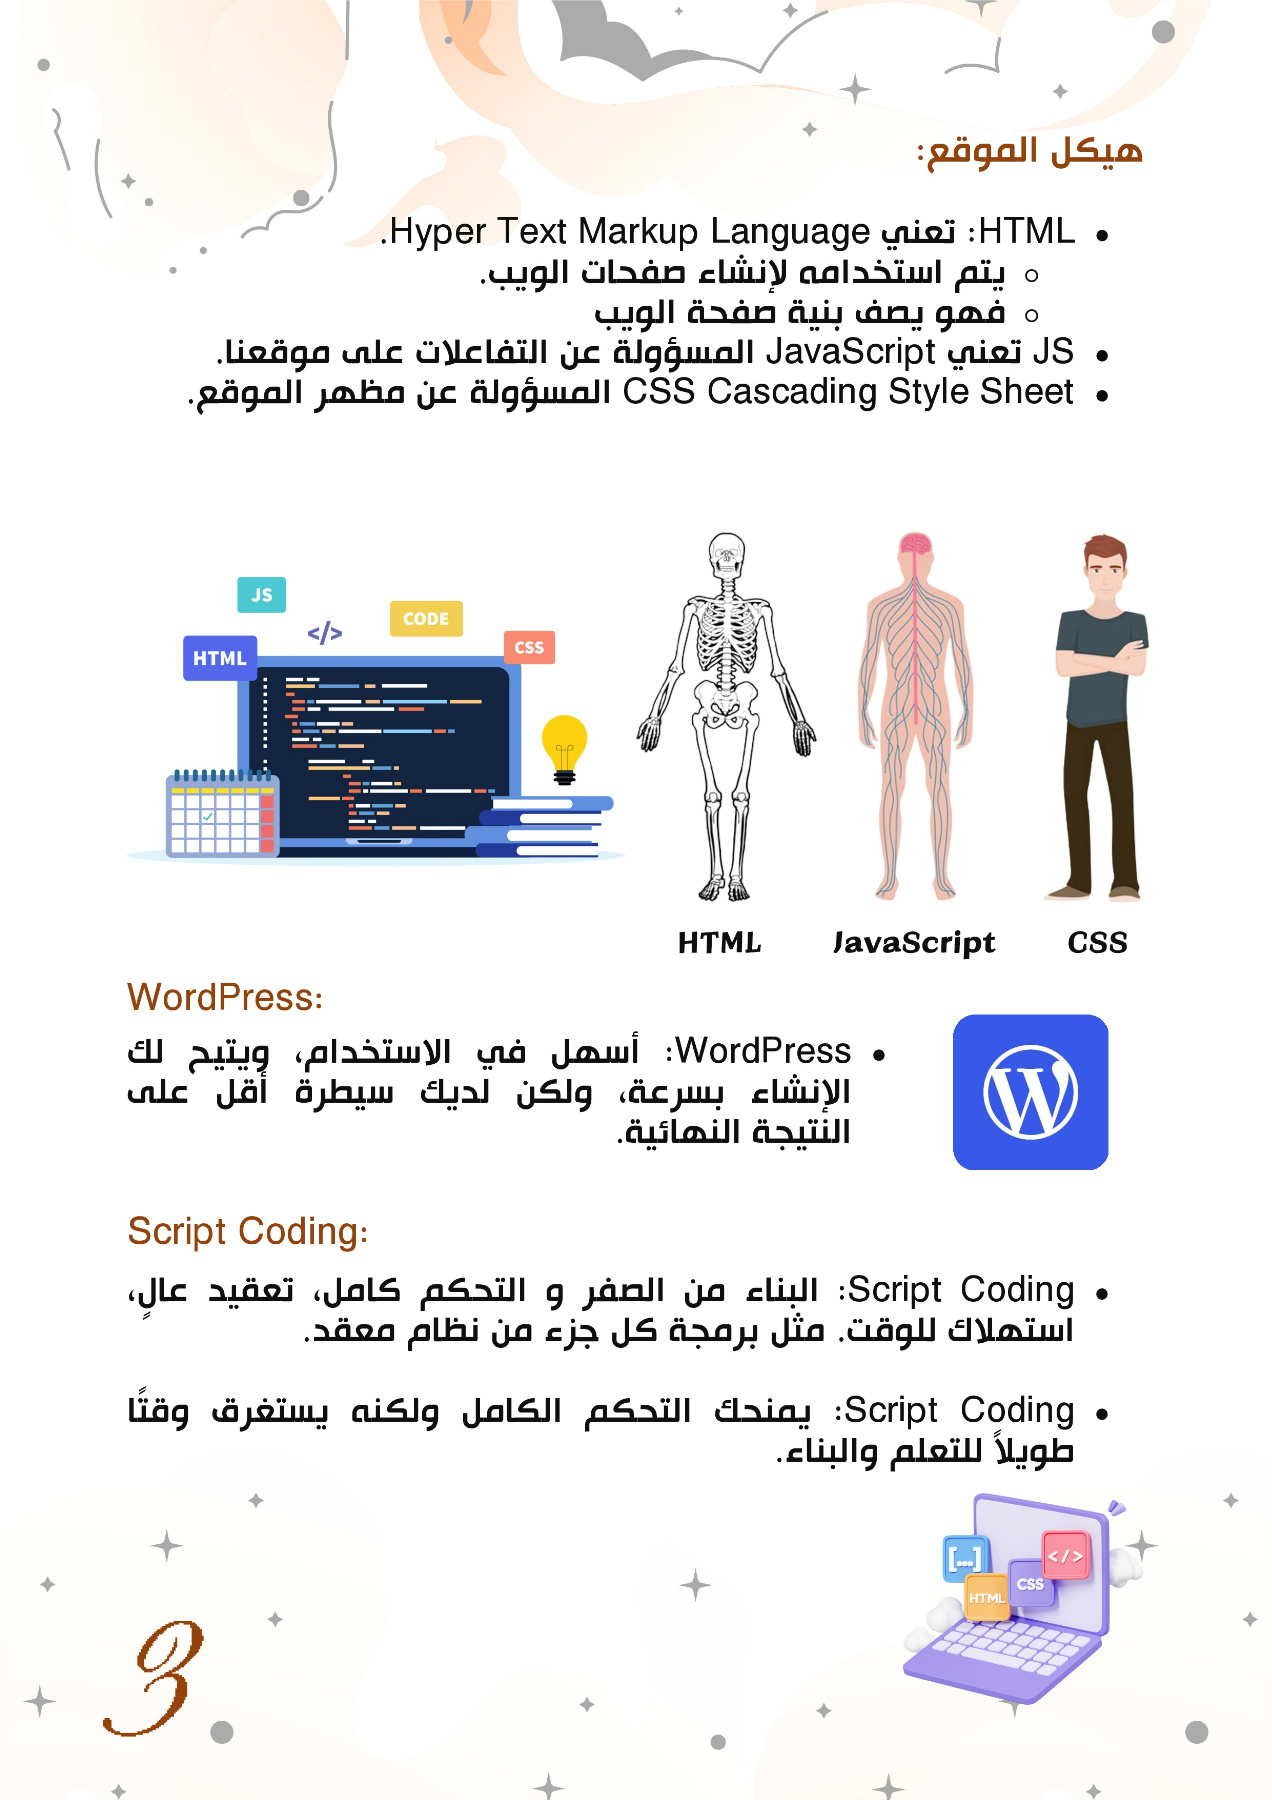 هيكل الموقع:
HTML: تعني Hyper Text Markup Language.
يتم استخدامه لإنشاء صفحات الويب.
فهو يصف بنية صفحة الويب
JS تعني JavaScript المسؤولة عن التفاعلات على موقعنا.
CSS Cascading Style Sheet المسؤولة عن مظهر الموقع.
JS
</>
CODE
HTML
CSS
HTML
JavaScript
CSS
WordPress:
WordPress: أسهل في الاستخدام، ويتيح لك
الإنشاء بسرعة، ولكن لديك سيطرة أقل على
النتيجة النهائية.
W
Script Coding:
Script Coding: البناء من الصفر و التحكم كامل، تعقيد عالٍ،
استهلاك للوقت. مثل برمجة كل جزء من نظام معقد.
Script Coding: يمنحك التحكم الكامل ولكنه يستغرق وقتًا
طويلاً للتعلم والبناء.
[...]
</>
CSS
HTML
3